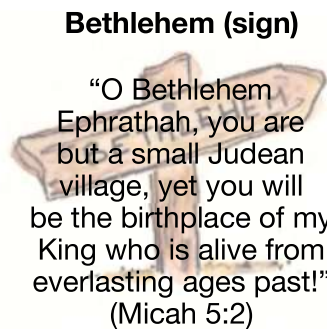 Bethlehem (sign)
“O Bethlehem
Ephrathah, you are
but a small Judean
village, yet you will
be the birthplace of my
King who is alive from
everlasting ages past!”
(Micah 5:2)